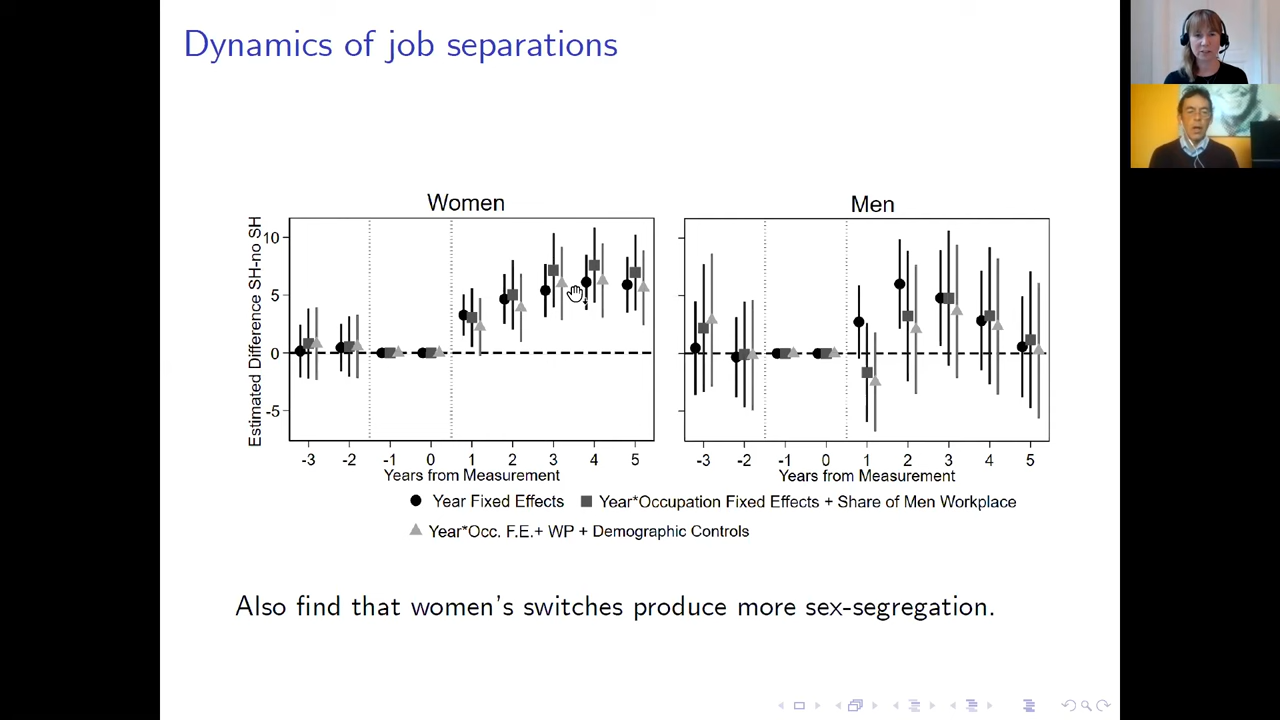 Dynamics of job separations
Women
Men
Estimated Difference SH-no SH
10
5
0
-5
-3 -2 -1 0 1 2 3 4 5
Years from Measurement
-3 -2 -1 0 1 2 3 4 5
Years from Measurement
Year Fixed Effects
Year*Occupation Fixed Effects + Share of Men Workplace
Year*Occ. F.E.+ WP + Demographic Controls
Also find that women's switches produce more sex-segregation.